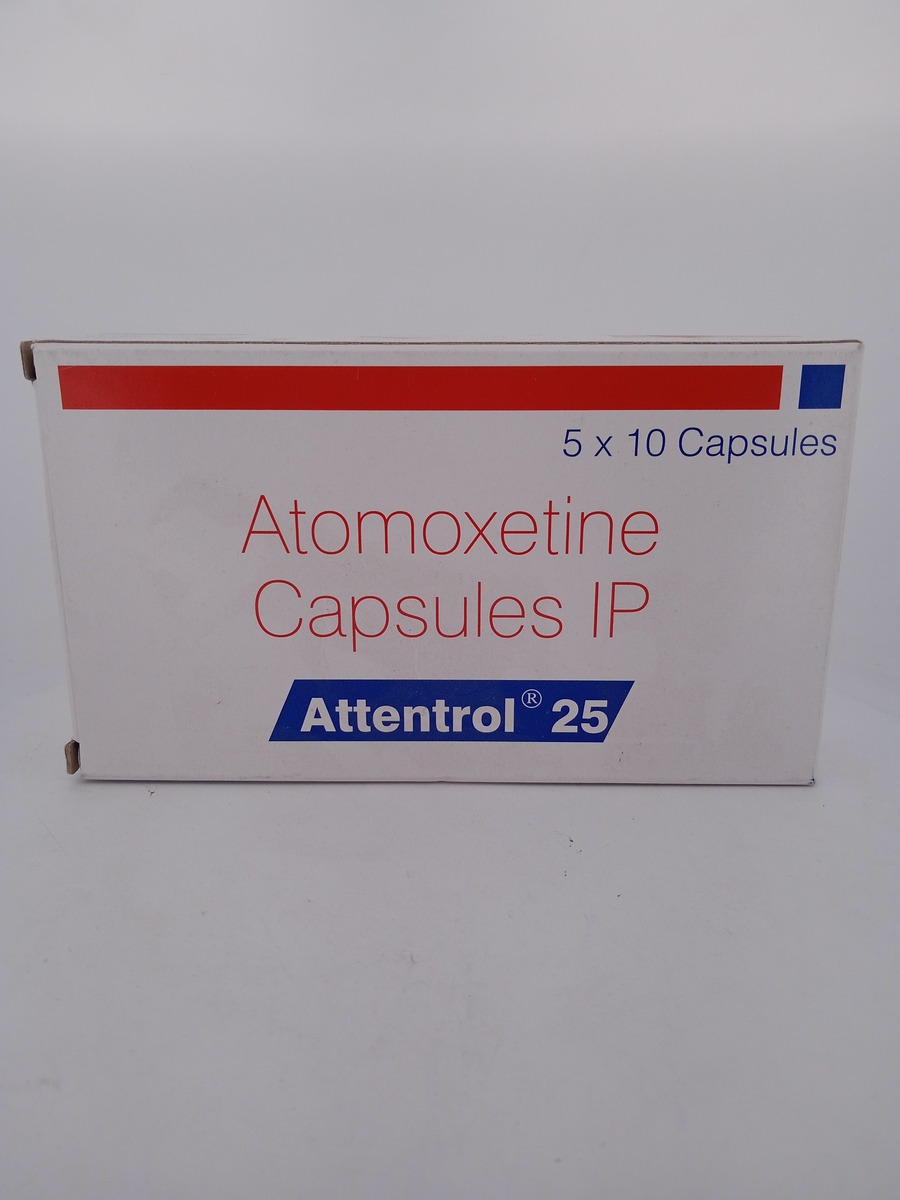 5 x 10 Capsules
Atomoxetine
Capsules IP
Attentrol® 25